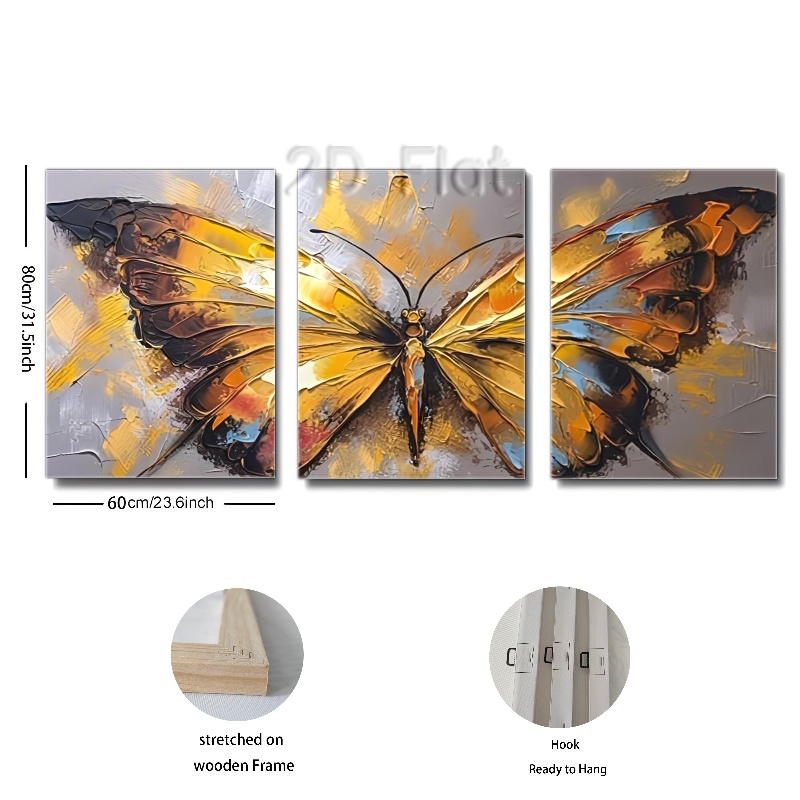 2D Flat
80cm/31.5inch
60cm/23.6inch
stretched on
wooden Frame
Hook
Ready to Hang